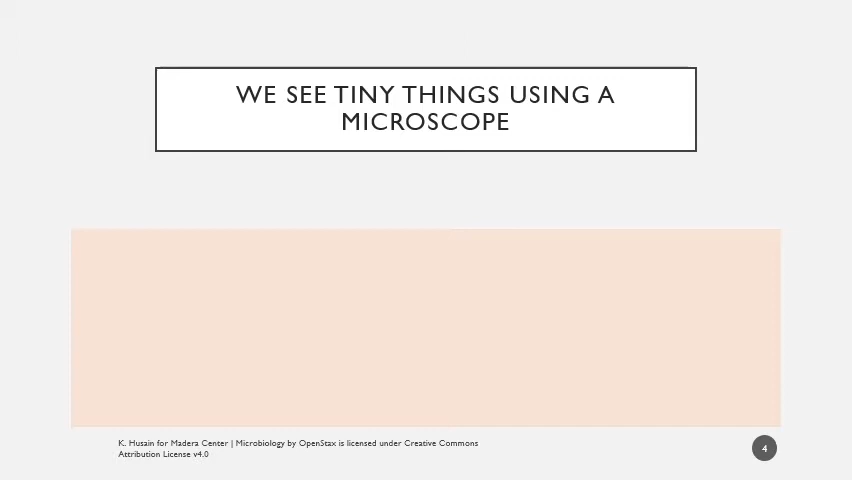 WE SEE TINY THINGS USING A
MICROSCOPE
K. Husain for Madera Center | Microbiology by OpenStax is licensed under Creative Commons
Attribution License v4.0
4